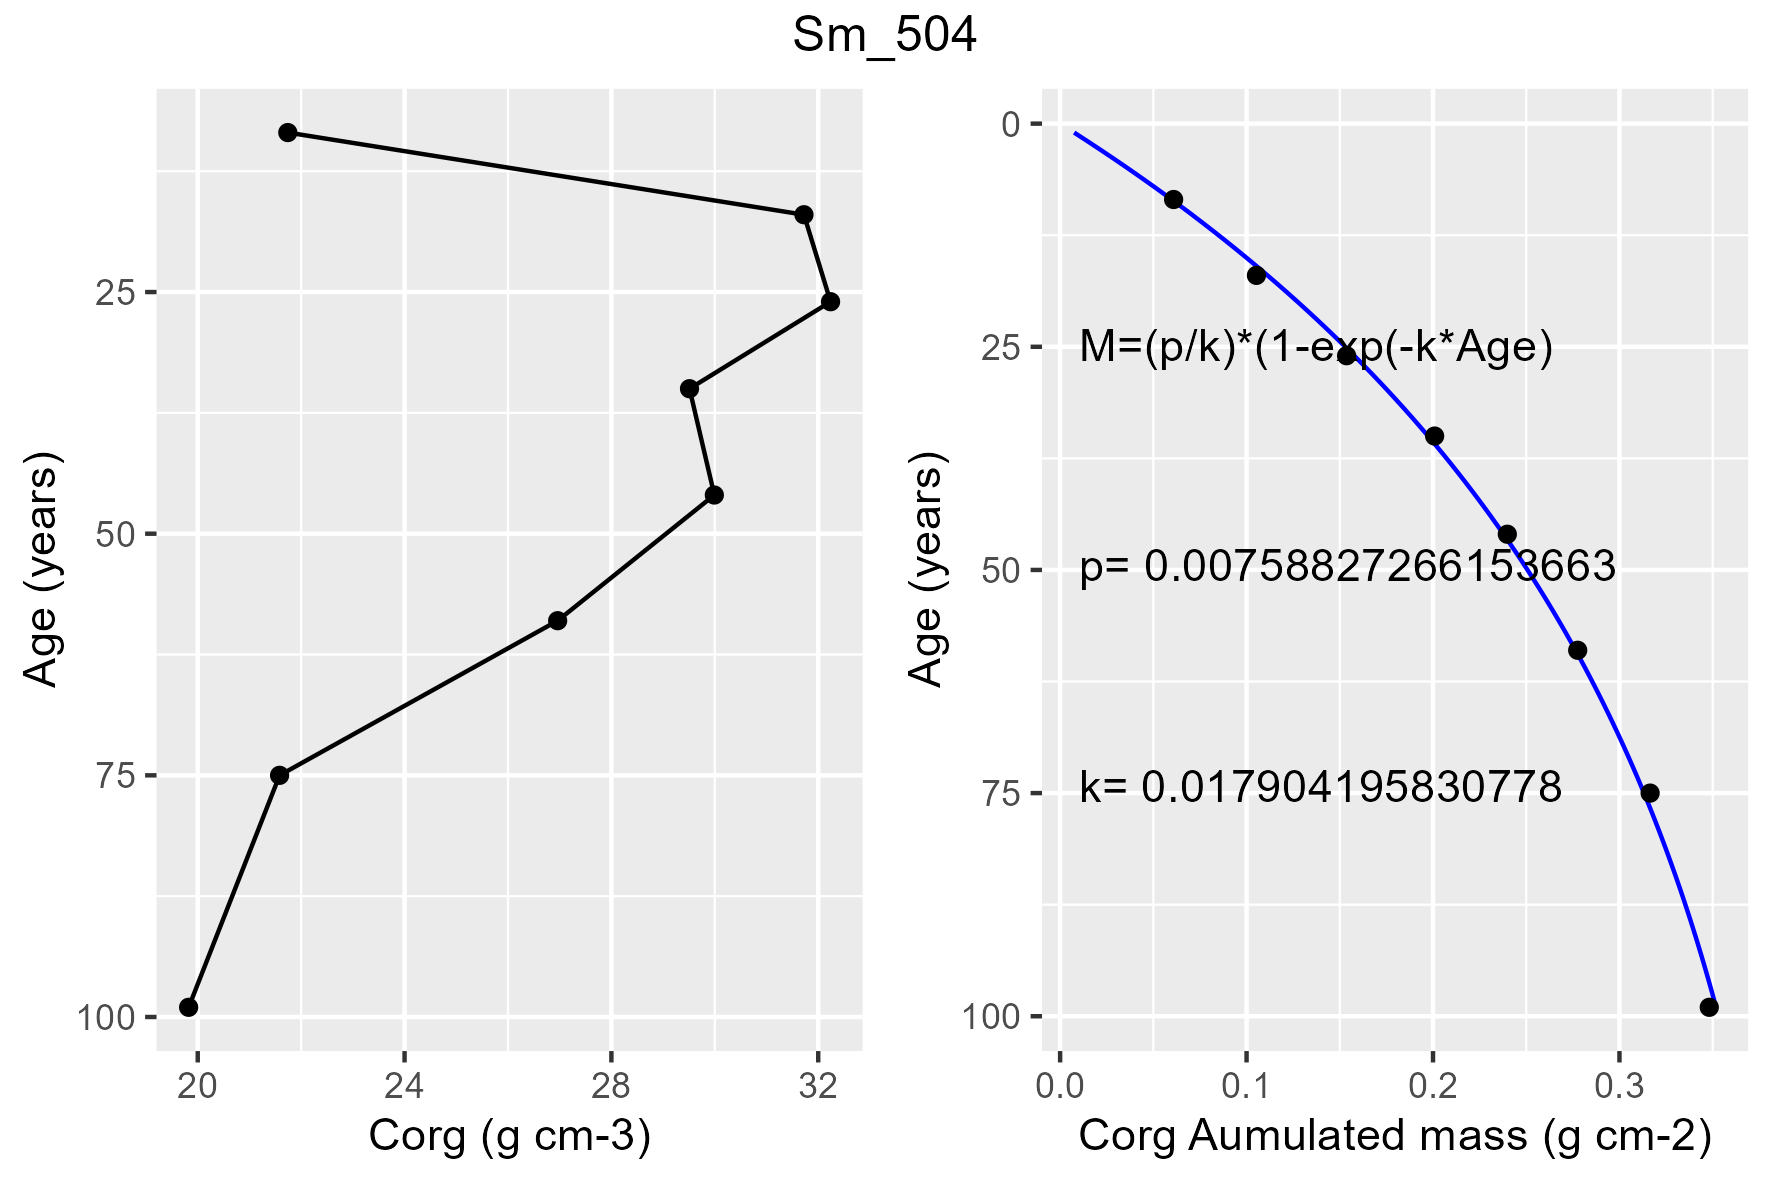 Sm_504
Age (years)
25
50
75
100
20 24 28 32
Corg (g cm-3)
Age (years)
0
25
50
75
100
M=(p/k)*(1-exp(-k*Age)
p= 0.00758827266153663
k= 0.017904195830778
0.0 0.1 0.2 0.3
Corg Aumulated mass (g cm-2)